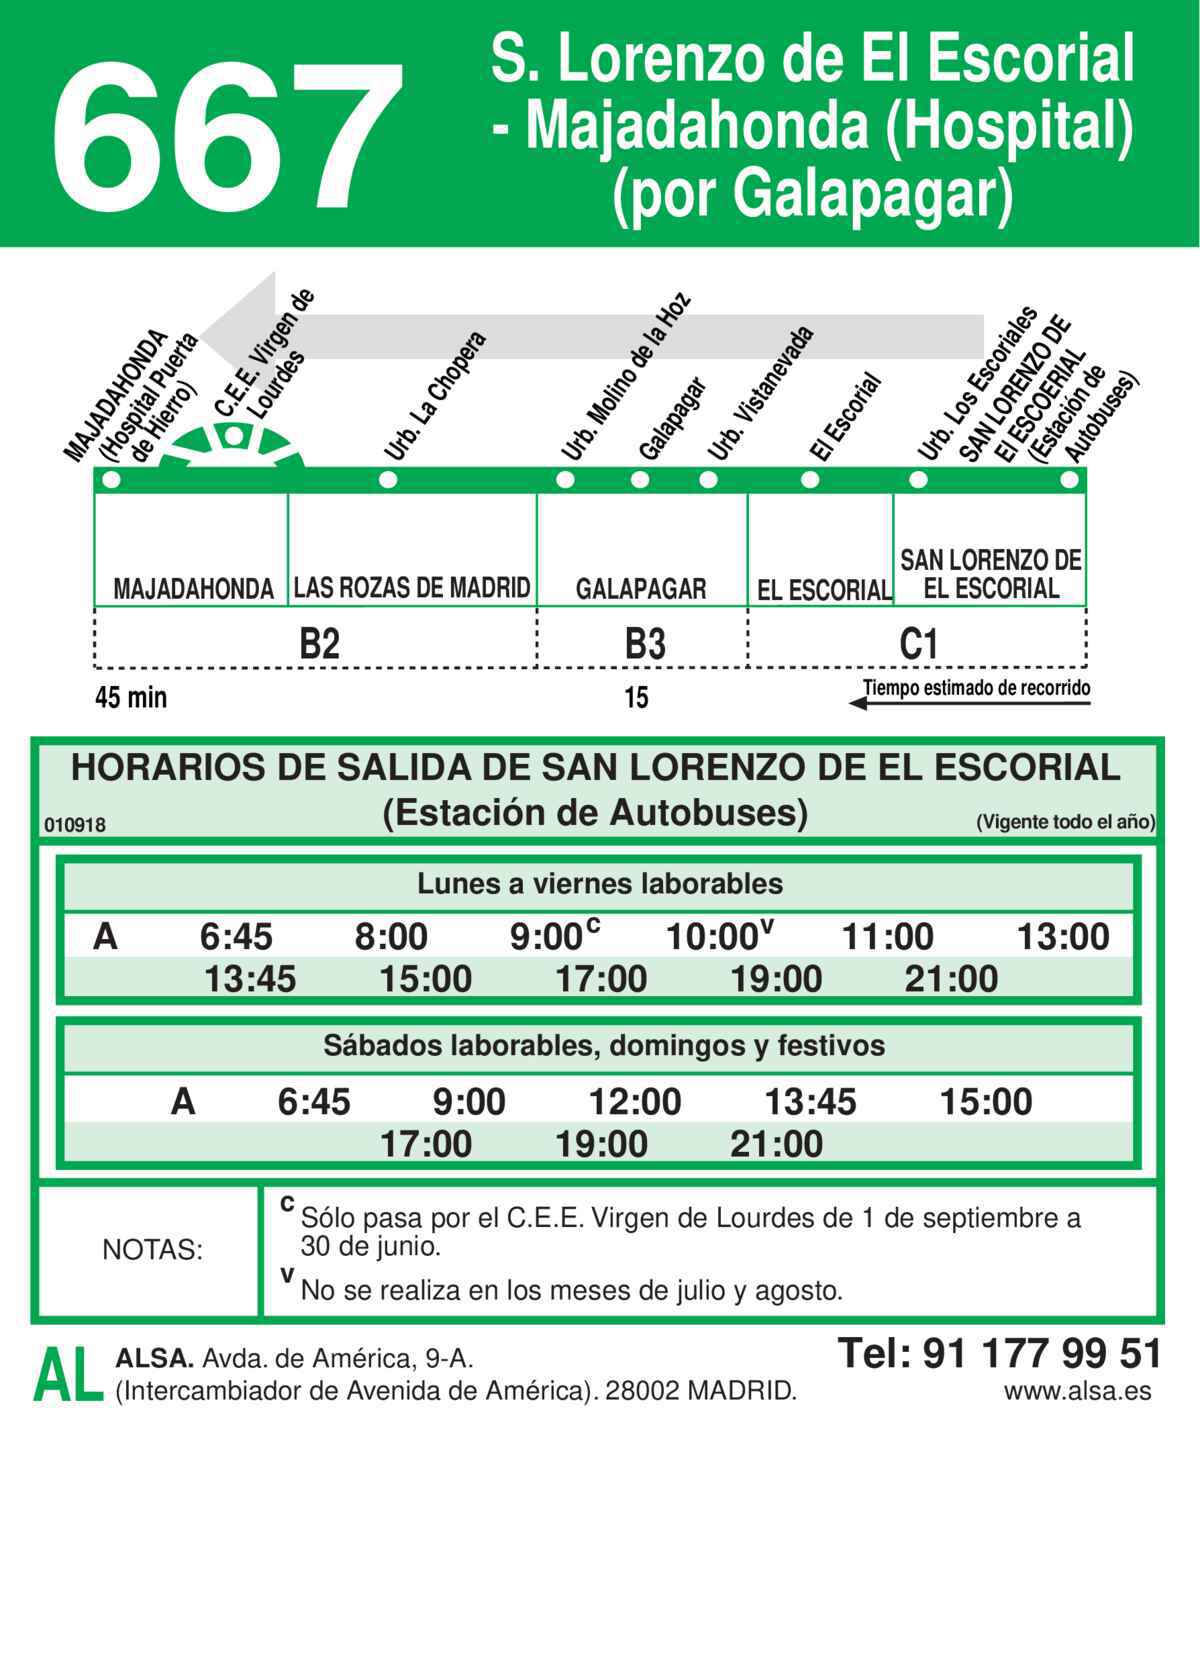 667
S. Lorenzo de El Escorial
- Majadahonda (Hospital)
(por Galapagar)
MAJADAHONDA
(Hospital Puerta
de Hierro)
C.E.E. Virgen de
Lourdes
Urb. La Chopera
Urb. Molino de la Hoz
Galapagar
Urb. Vistanevada
El Escorial
Urb. Los Escoriales
SAN LORENZO DE
El ESCOERIAL
(Estación de
Autobuses)
MAJADAHONDA
LAS ROZAS DE MADRID
GALAPAGAR
EL ESCORIAL
SAN LORENZO DE
EL ESCORIAL
B2 B3 C1
45 min 15 Tiempo estimado de recorrido
HORARIOS DE SALIDA DE SAN LORENZO DE EL ESCORIAL
(Estación de Autobuses)
010918 (Vigente todo el año)
Lunes a viernes laborables
A 6:45 8:00 9:00c 10:00v 11:00 13:00
13:45 15:00 17:00 19:00 21:00
Sábados laborables, domingos y festivos
A 6:45 9:00 12:00 13:45 15:00
17:00 19:00 21:00
NOTAS:
c Sólo pasa por el C.E.E. Virgen de Lourdes de 1 de septiembre a
30 de junio.
v No se realiza en los meses de julio y agosto.
AL
ALSA. Avda. de América, 9-A.
(Intercambiador de Avenida de América). 28002 MADRID.
Tel: 91 177 99 51
www.alsa.es